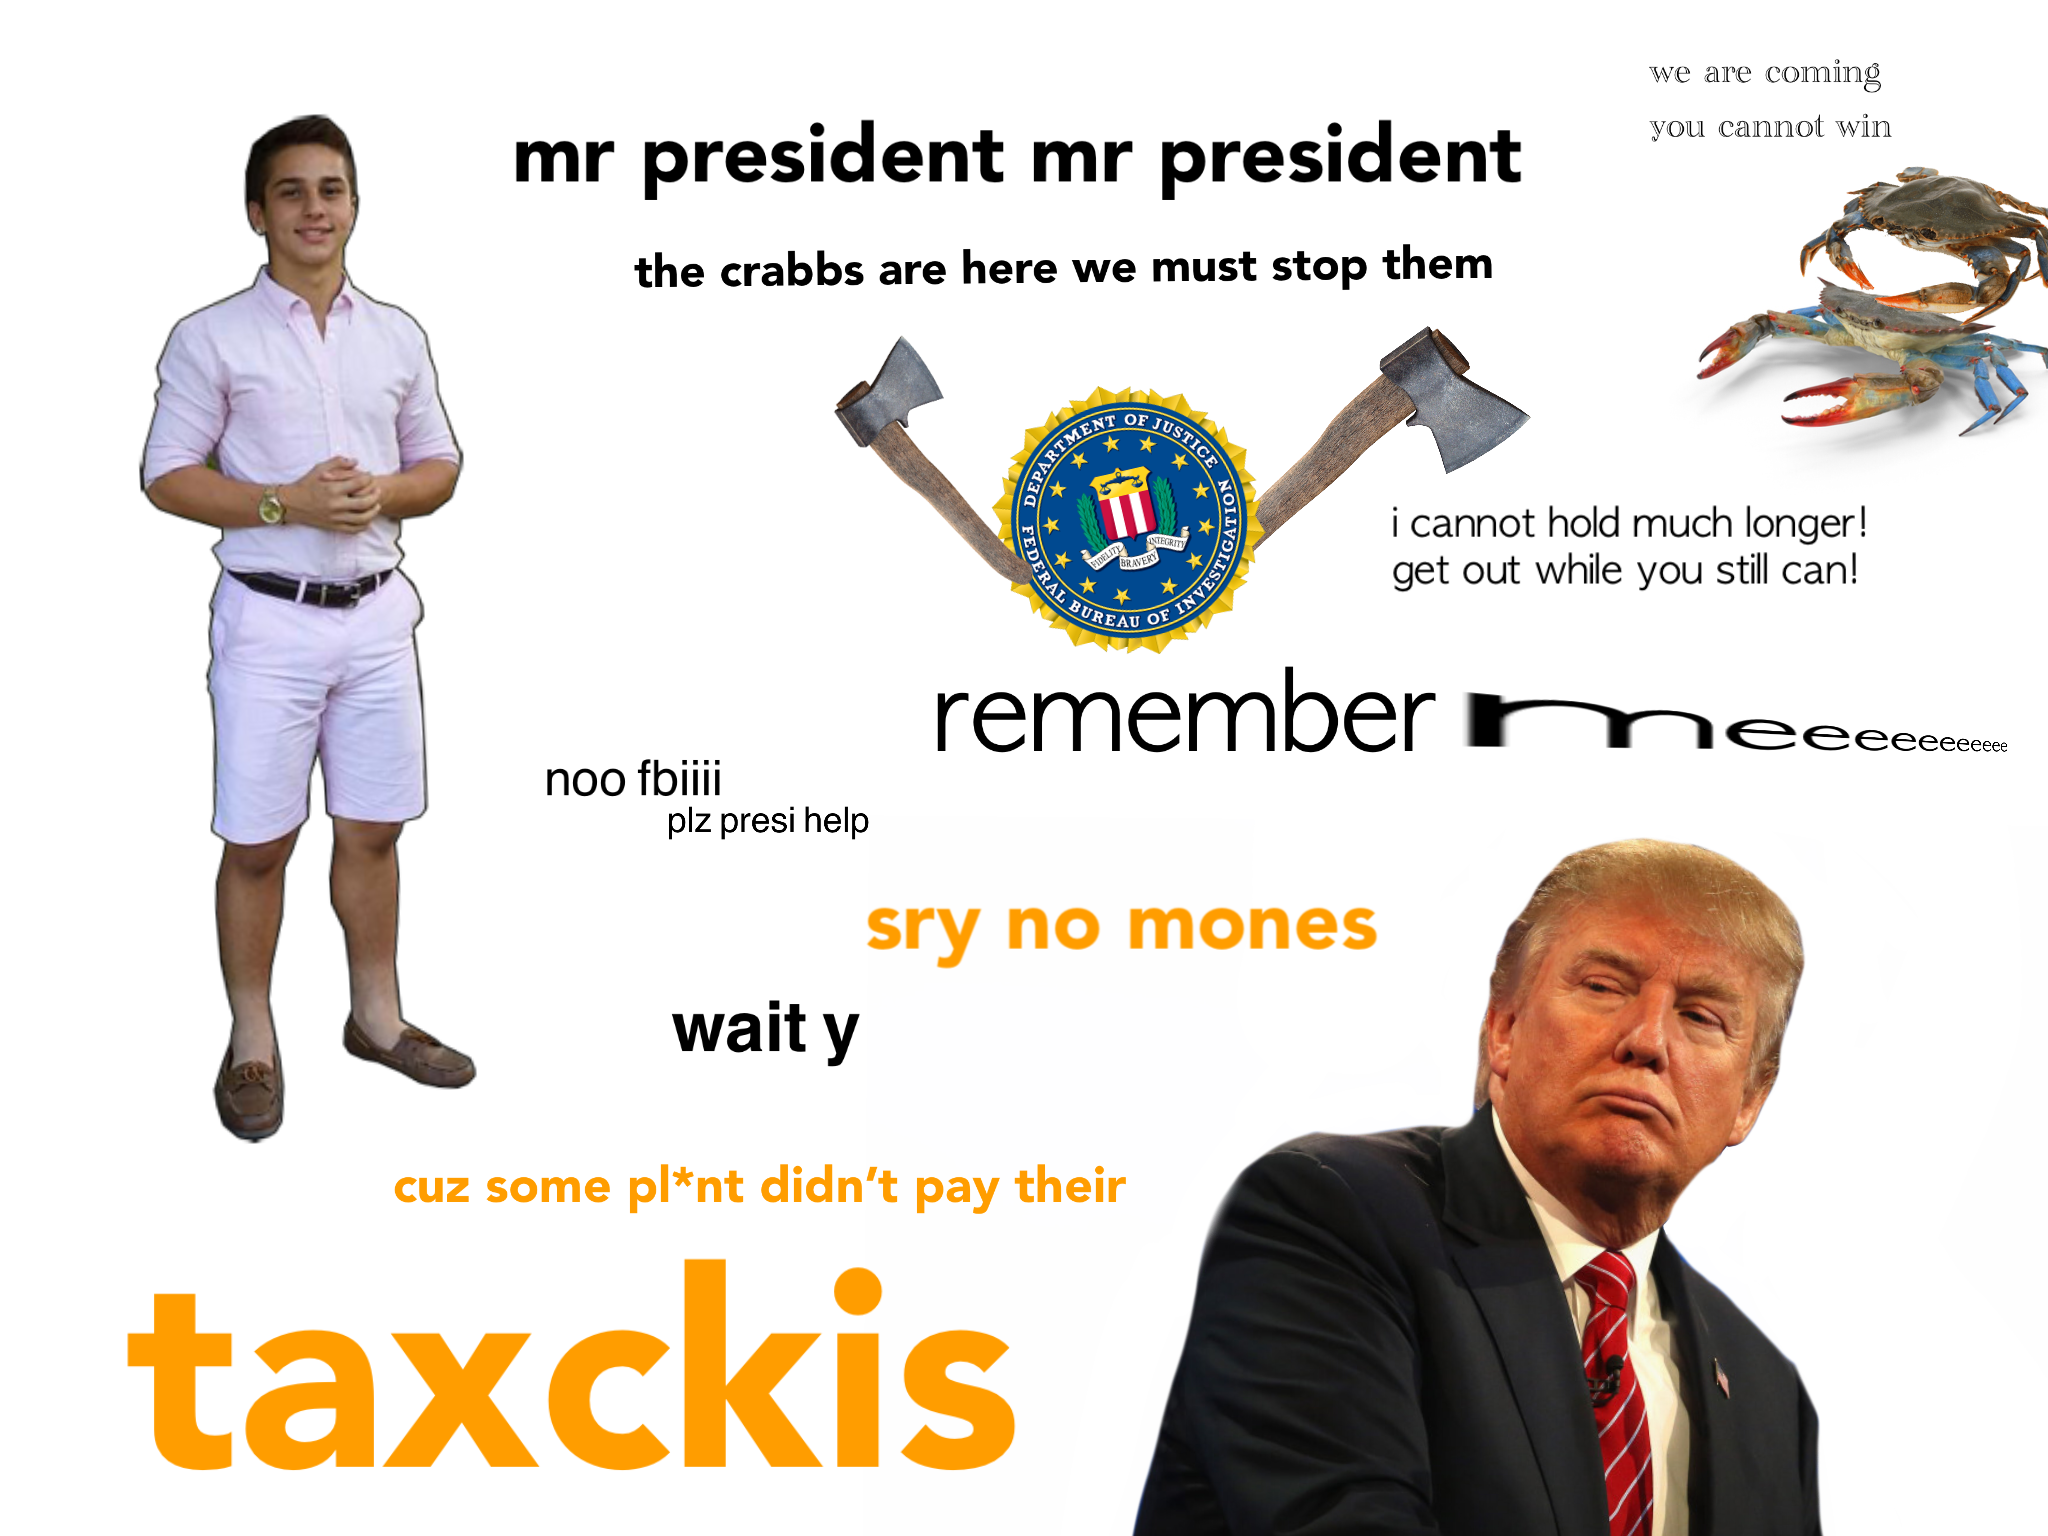 we are coming
you cannot win
mr president mr president
the crabbs are here we must stop them
DEPARTMENT OF JUSTICE
FEDERAL BUREAU OF INVESTIGATION
FIDELITY BRAVERY INTEGRITY
i cannot hold much longer!
get out while you still can!
remember meeeeeeeeeee
noo fbiiii
plz presi help
sry no mones
wait y
cuz some pl*nt didn't pay their
taxckis